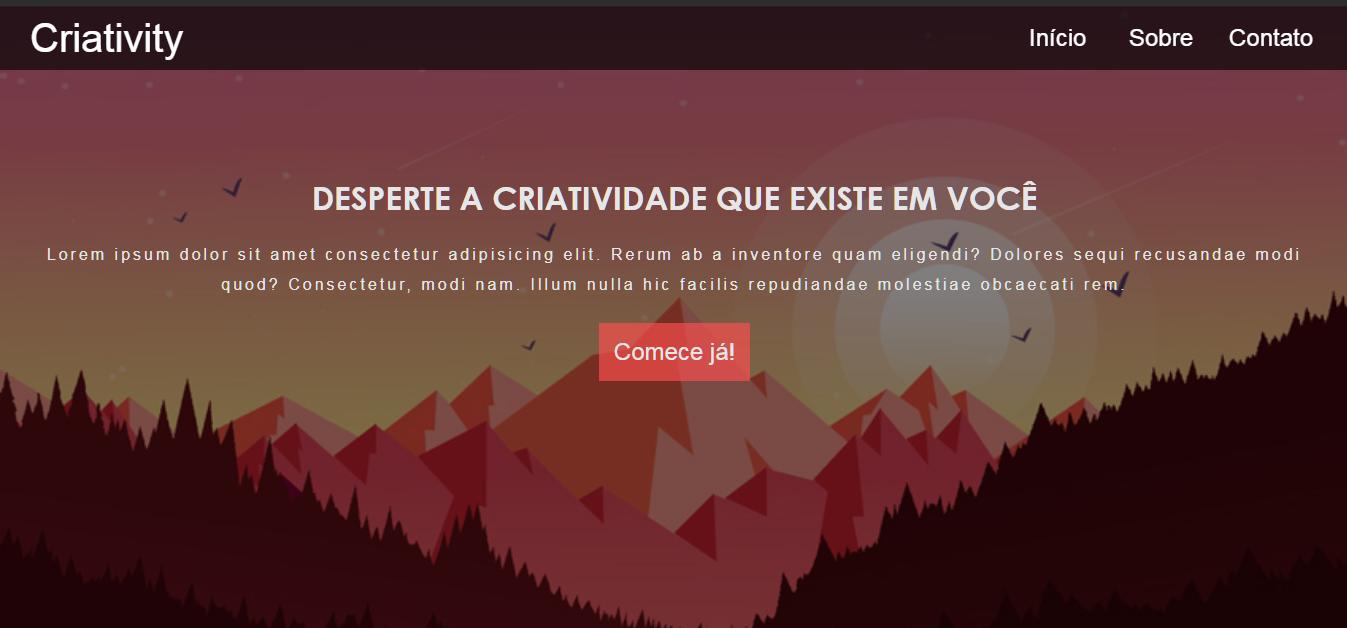 Criativity
Início Sobre Contato
DESPERTE A CRIATIVIDADE QUE EXISTE EM VOCÊ
Lorem ipsum dolor sit amet consectetur adipisicing elit. Rerum ab a inventore quam eligendi? Dolores sequi recusandae modi
quod? Consectetur, modi nam. Illum nulla hic facilis repudiandae molestiae obcaecati rem.
Comece já!